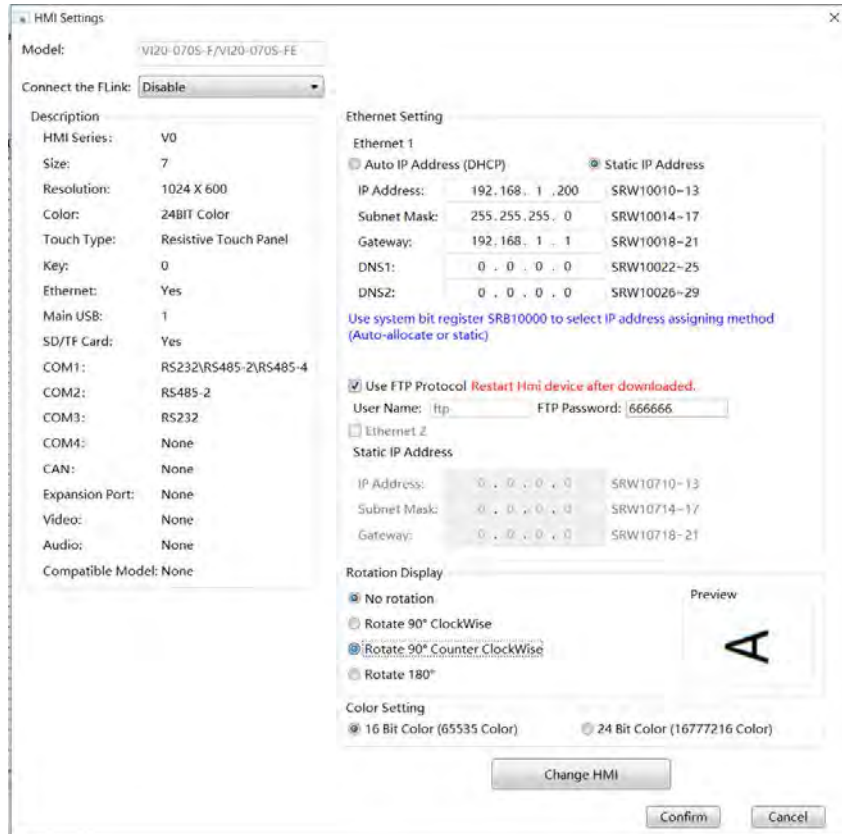 HMI Settings
Model: VI20-070S-F/VI20-070S-FE
Connect the FLink: Disable
Description
HMI Series: V0
Size: 7
Resolution: 1024 X 600
Color: 24BIT Color
Touch Type: Resistive Touch Panel
Key: 0
Ethernet: Yes
Main USB: 1
SD/TF Card: Yes
COM1: RS232\RS485-2\RS485-4
COM2: RS485-2
COM3: RS232
COM4: None
CAN: None
Expansion Port: None
Video: None
Audio: None
Compatible Model: None
Ethernet Setting
Ethernet 1
Auto IP Address (DHCP) Static IP Address
IP Address: 192.168. 1 .200 SRW10010~13
Subnet Mask: 255.255.255. 0 SRW10014~17
Gateway: 192.168. 1 . 1 SRW10018~21
DNS1: 0 . 0 . 0 . 0 SRW10022~25
DNS2: 0 . 0 . 0 . 0 SRW10026~29
Use system bit register SRB10000 to select IP address assigning method
(Auto-allocate or static)
Use FTP Protocol Restart Hmi device after downloaded.
User Name: ftp FTP Password: 666666
Ethernet 2
Static IP Address
IP Address: 0 . 0 . 0 . 0 SRW10710~13
Subnet Mask: 0 . 0 . 0 . 0 SRW10714~17
Gateway: 0 . 0 . 0 . 0 SRW10718~21
Rotation Display
No rotation
Rotate 90° ClockWise
Rotate 90° Counter ClockWise
Rotate 180°
Preview
A
Color Setting
16 Bit Color (65535 Color) 24 Bit Color (16777216 Color)
Change HMI
Confirm Cancel